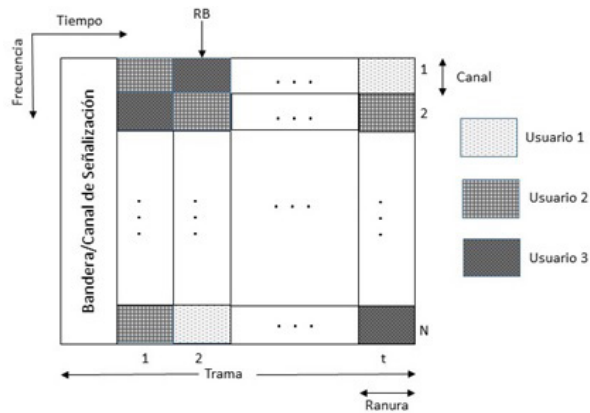 RB
Tiempo
Frecuencia
Bandera/Canal de Señalización
. . .
1
Canal
. . .
2
Usuario 1
Usuario 2
Usuario 3
. . .
. . .
. . .
. . .
. . .
N
1
2
t
Trama
Ranura